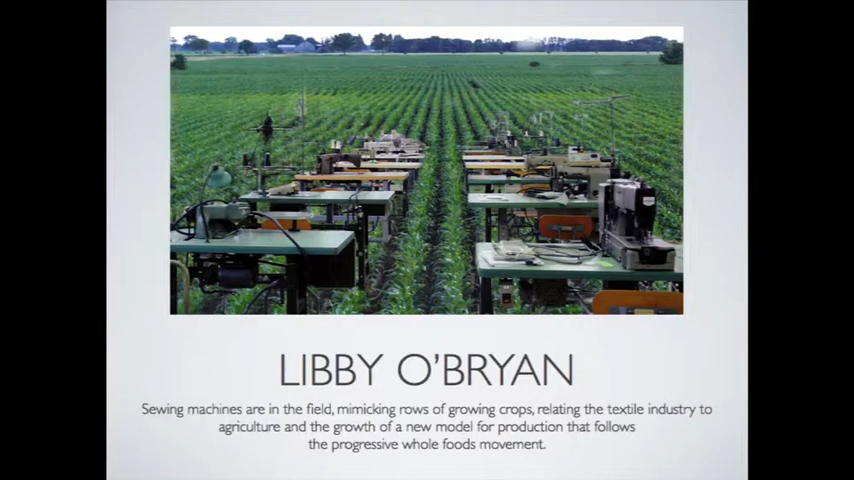 LIBBY O'BRYAN
Sewing machines are in the field, mimicking rows of growing crops, relating the textile industry to
agriculture and the growth of a new model for production that follows
the progressive whole foods movement.